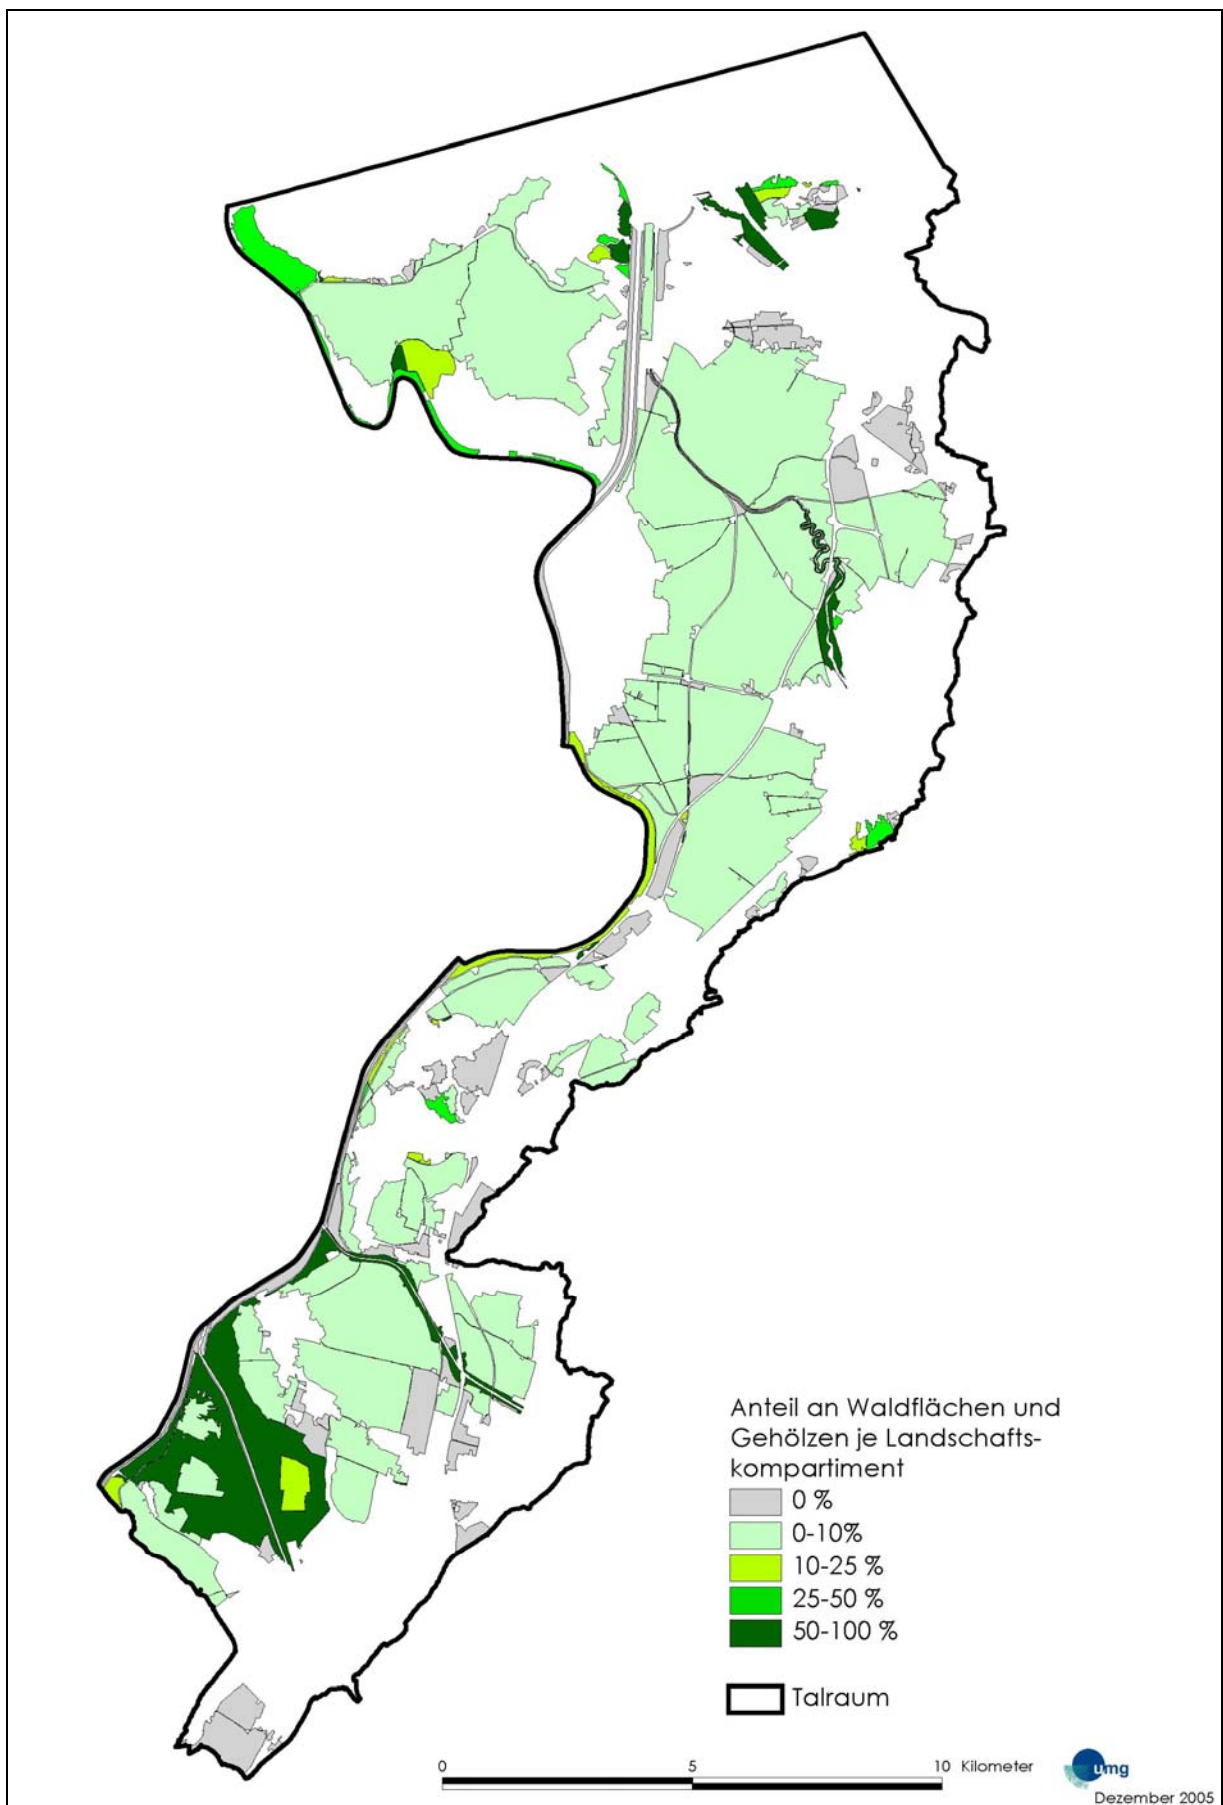 Anteil an Waldflächen und
Gehölzen je Landschafts-
kompartiment
0 %
0-10%
10-25 %
25-50 %
50-100 %
Talraum
0 5 10 Kilometer
umg
Dezember 2005